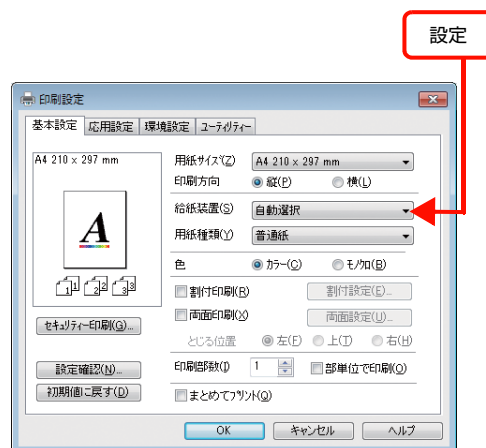 設定
印刷設定
基本設定 応用設定 環境設定 ユーティリティー
A4 210 × 297 mm
用紙サイズ(Z) A4 210 × 297 mm
印刷方向 縦(P) 横(L)
給紙装置(S) 自動選択
用紙種類(Y) 普通紙
A
色 カラー(C) モノクロ(B)
1 1 2 2 3 3
割付印刷(R) 割付設定(E)...
両面印刷(X) 両面設定(U)...
セキュリティー印刷(G)...
とじる位置 左(F) 上(T) 右(H)
設定確認(N)...
印刷部数(I) 1 部単位で印刷(O)
初期値に戻す(D)
まとめてプリント(Q)
OK キャンセル ヘルプ